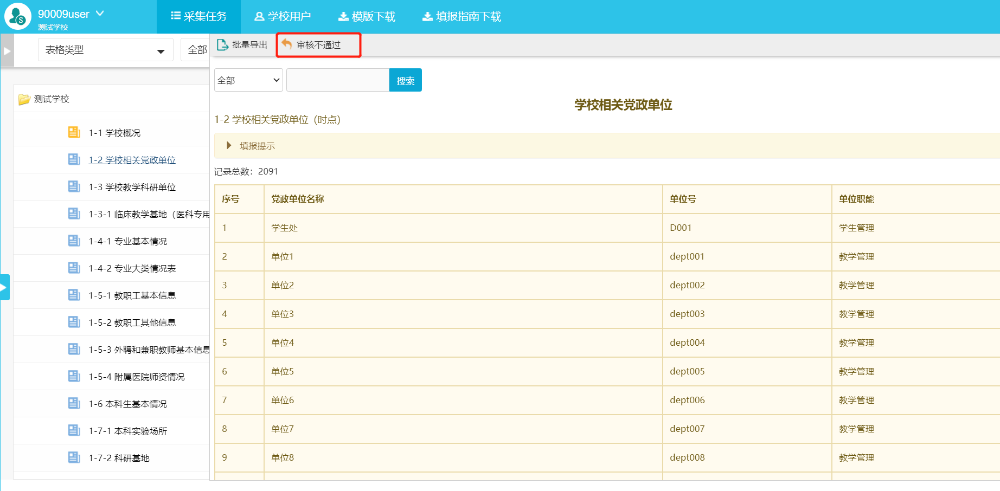 90009user
测试学校
采集任务 学校用户 模版下载 填报指南下载
表格类型 全部
批量导出 审核不通过
全部 搜索
测试学校
1-1 学校概况
1-2 学校相关党政单位
1-3 学校教学科研单位
1-3-1 临床教学基地（医科专用
1-4-1 专业基本情况
1-4-2 专业大类情况表
1-5-1 教职工基本信息
1-5-2 教职工其他信息
1-5-3 外聘和兼职教师基本信息
1-5-4 附属医院师资情况
1-6 本科生基本情况
1-7-1 本科实验场所
1-7-2 科研基地
学校相关党政单位
1-2 学校相关党政单位（时点）
填报提示
记录总数：2091
序号 党政单位名称 单位号 单位职能
1 学生处 D001 学生管理
2 单位1 dept001 教学管理
3 单位2 dept002 教学管理
4 单位3 dept003 教学管理
5 单位4 dept004 教学管理
6 单位5 dept005 教学管理
7 单位6 dept006 教学管理
8 单位7 dept007 教学管理
9 单位8 dept008 教学管理